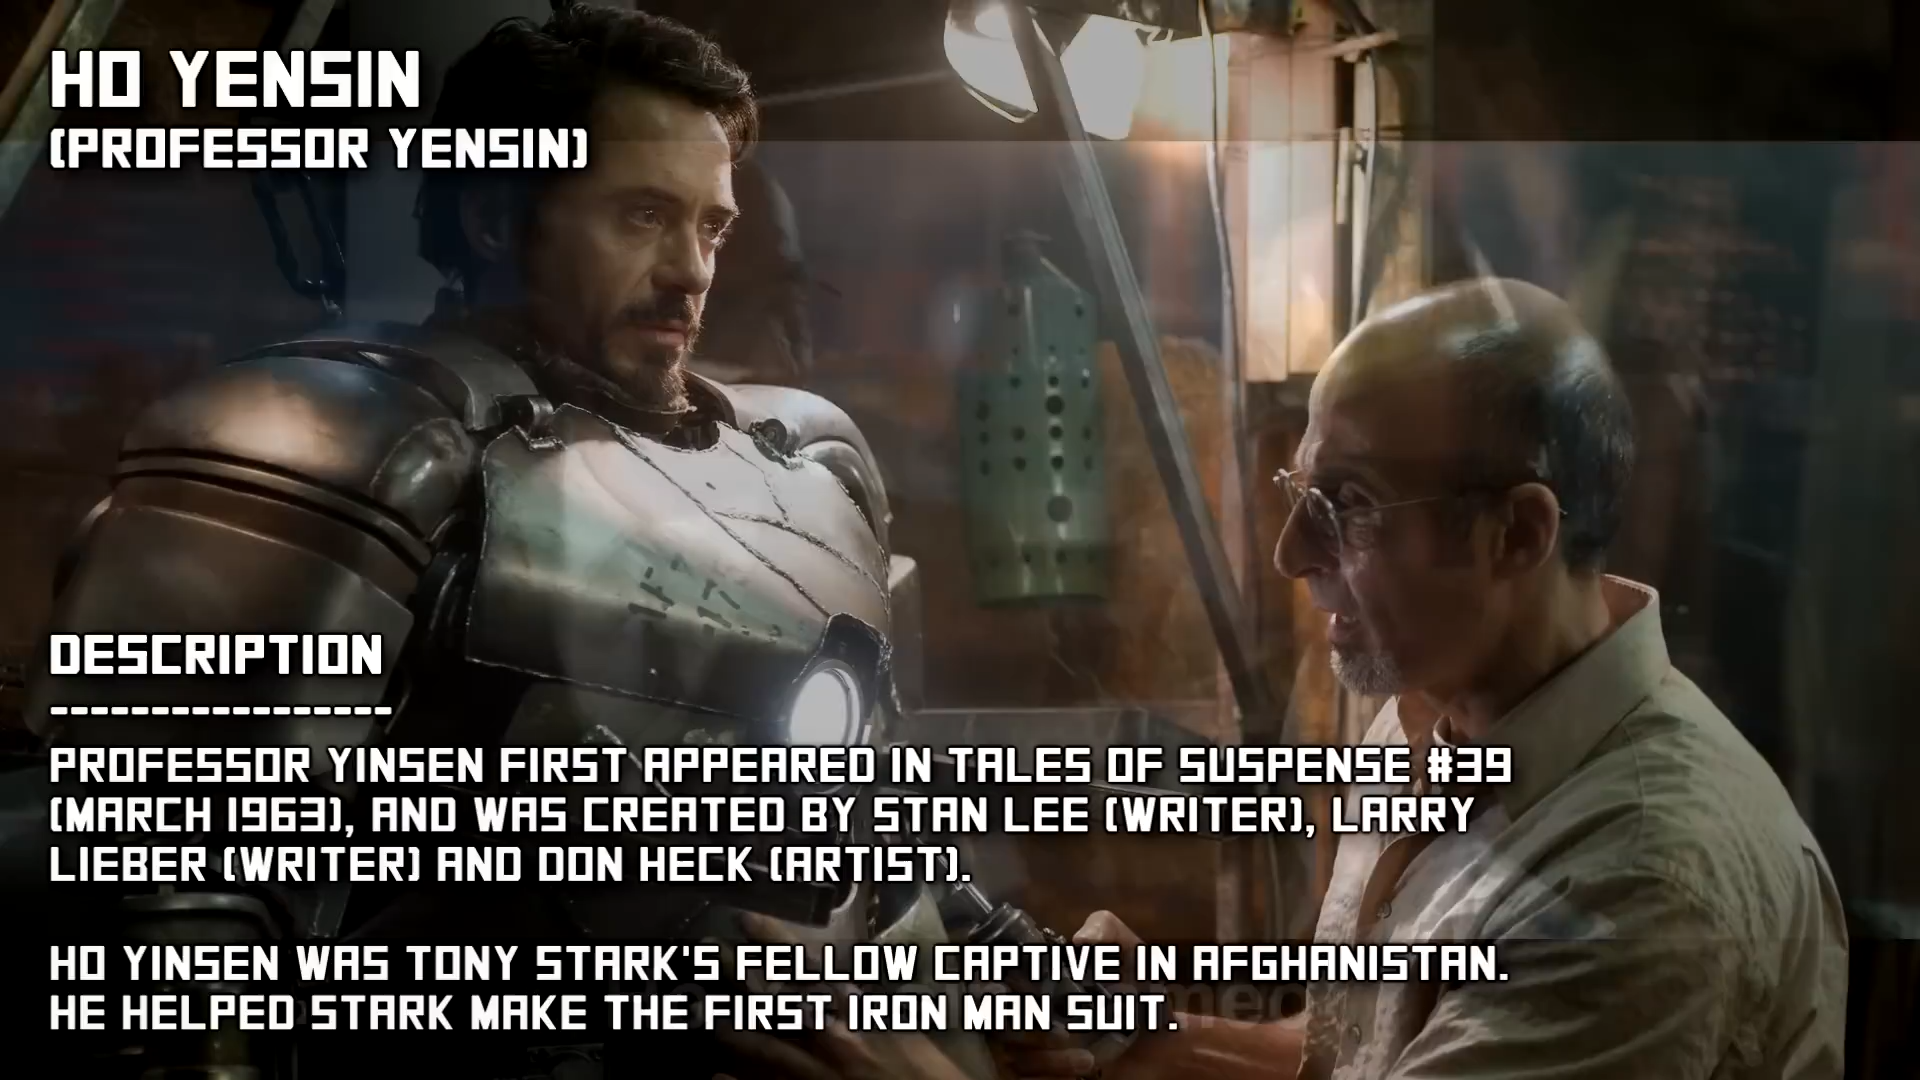 HO YENSIN
(PROFESSOR YENSIN)
DESCRIPTION
-----------------
PROFESSOR YINSEN FIRST APPEARED IN TALES OF SUSPENSE #39
(MARCH 1963), AND WAS CREATED BY STAN LEE (WRITER), LARRY
LIEBER (WRITER) AND DON HECK (ARTIST).
HO YINSEN WAS TONY STARK'S FELLOW CAPTIVE IN AFGHANISTAN.
HE HELPED STARK MAKE THE FIRST IRON MAN SUIT.